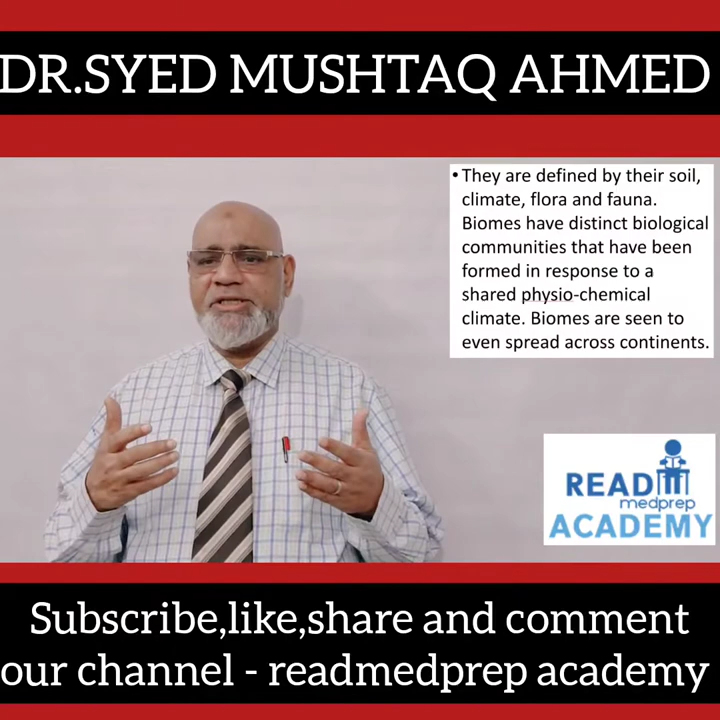 DR.SYED MUSHTAQ AHMED
• They are defined by their soil,
climate, flora and fauna.
Biomes have distinct biological
communities that have been
formed in response to a
shared physio-chemical
climate. Biomes are seen to
even spread across continents.
READ
medprep
ACADEMY
Subscribe,like,share and comment
our channel - readmedprep academy